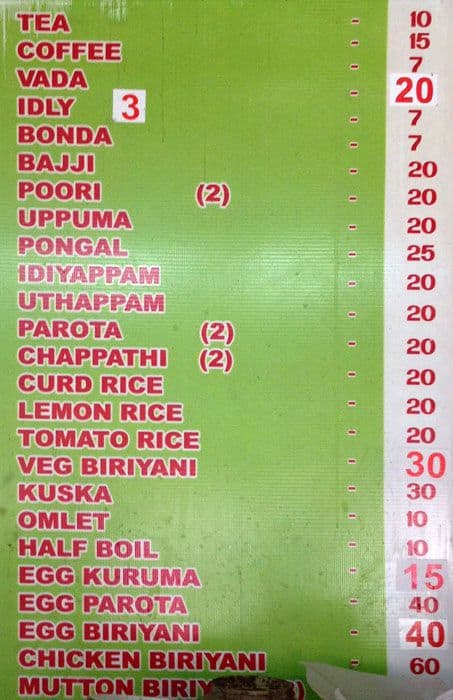 TEA - 10
COFFEE - 15
VADA - 7
IDLY 3 - 20
BONDA - 7
BAJJI - 7
POORI (2) - 20
UPPUMA - 20
PONGAL - 20
IDIYAPPAM - 25
UTHAPPAM - 20
PAROTA (2) - 20
CHAPPATHI (2) - 20
CURD RICE - 20
LEMON RICE - 20
TOMATO RICE - 20
VEG BIRIYANI - 30
KUSKA - 30
OMLET - 10
HALF BOIL - 10
EGG KURUMA - 15
EGG PAROTA - 40
EGG BIRIYANI - 40
CHICKEN BIRIYANI - 60
MUTTON